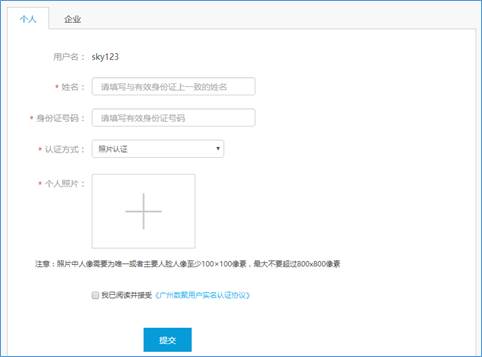 个人 企业
用户名： sky123
* 姓名： 请填写与有效身份证上一致的姓名
* 身份证号码： 请填写有效身份证号码
* 认证方式： 照片认证
* 个人照片：
注意：照片中人像需要为唯一或者主要人脸人像至少100×100像素，最大不要超过800x800像素
我已阅读并接受《广州数聚用户实名认证协议》
提交